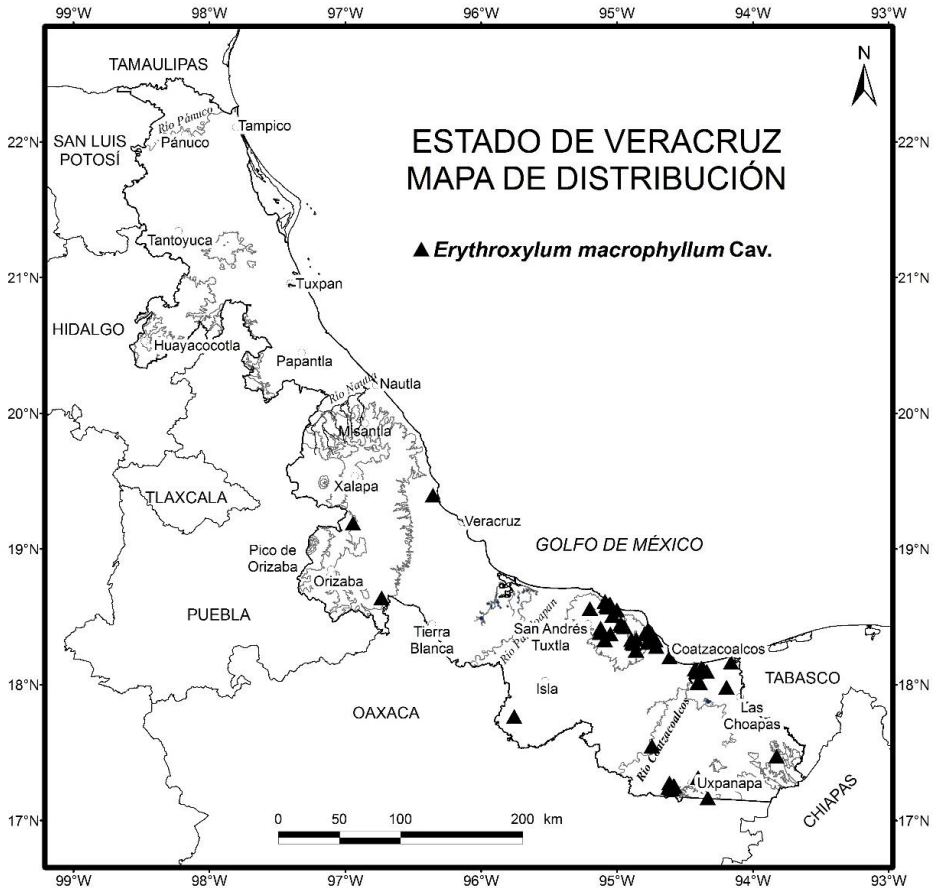 99°W 98°W 97°W 96°W 95°W 94°W 93°W
TAMAULIPAS
N
Río Pánuco
Tampico
22°N
SAN LUIS
POTOSÍ
Pánuco
22°N
ESTADO DE VERACRUZ
MAPA DE DISTRIBUCIÓN
Tantoyuca
Erythroxylum macrophyllum Cav.
21°N
Tuxpan
21°N
HIDALGO
Huayacocotla
Papantla
Río Nautla
Nautla
20°N
20°N
Misantla
Xalapa
TLAXCALA
Veracruz
19°N
GOLFO DE MÉXICO
19°N
Pico de
Orizaba
Orizaba
PUEBLA
Tierra
Blanca
San Andrés
Tuxtla
Coatzacoalcos
18°N
TABASCO
18°N
Isla
OAXACA
Las
Choapas
Río Coatzacoalcos
Uxpanapa
CHIAPAS
17°N
17°N
0 50 100 200 km
99°W 98°W 97°W 96°W 95°W 94°W 93°W